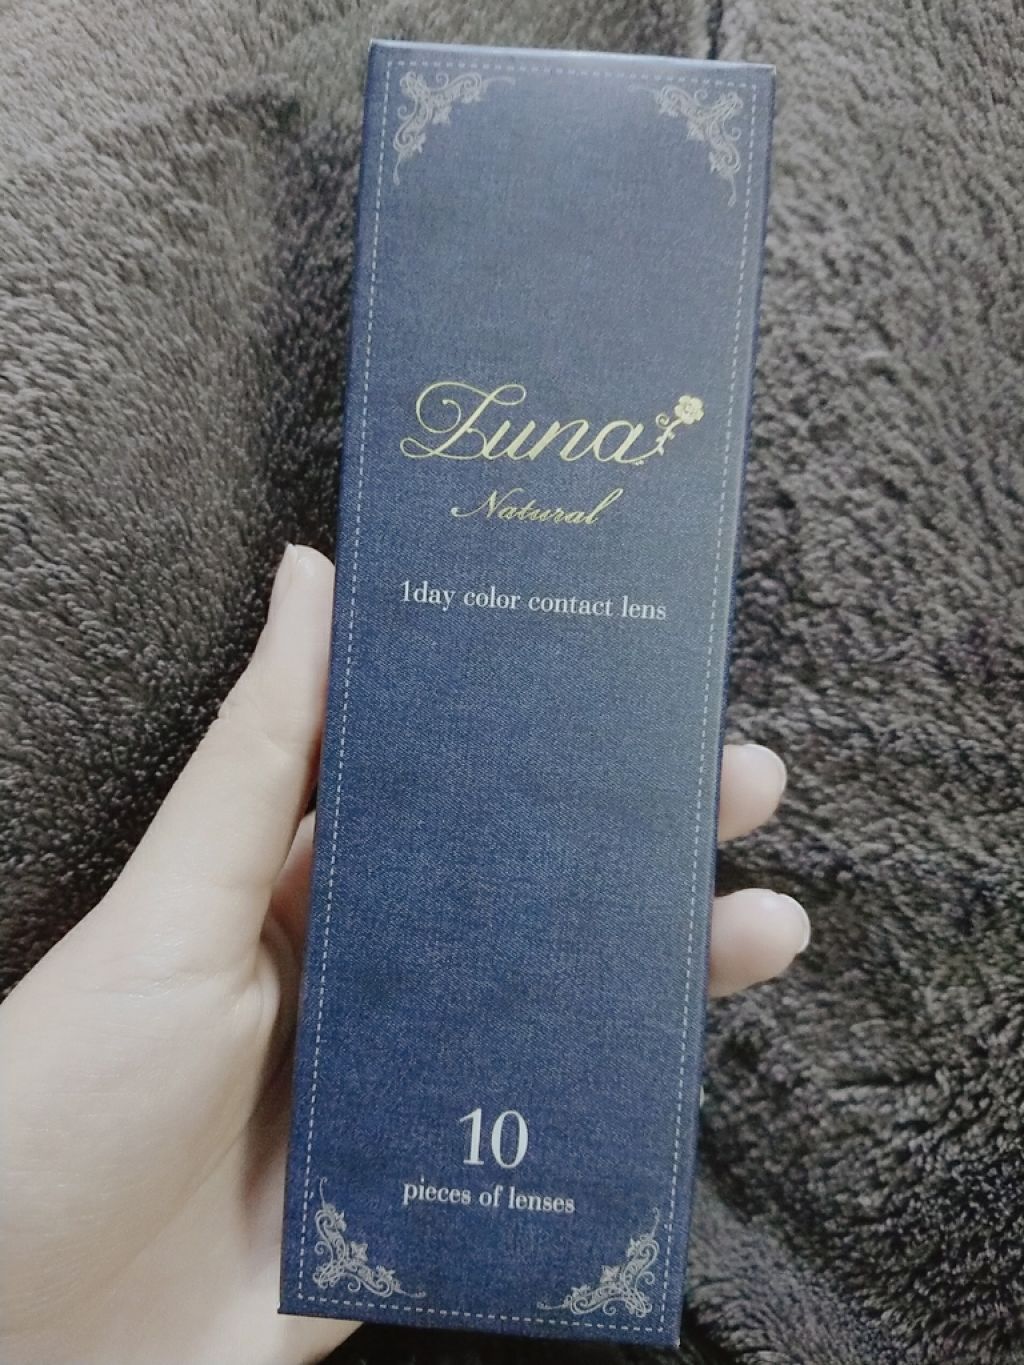 Luna
Natural
1day color contact lens
10
pieces of lenses